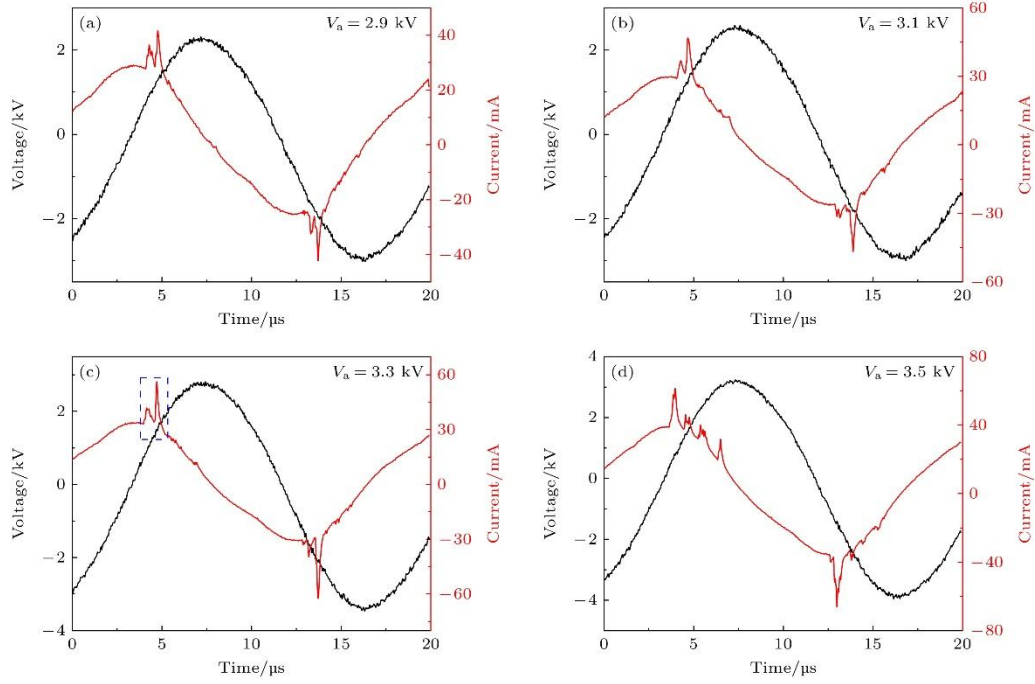 (a) V_a = 2.9 kV
Voltage/kV
2
0
−2
Current/mA
40
20
0
−20
−40
0 5 10 15 20
Time/μs
(b) V_a = 3.1 kV
Voltage/kV
2
0
−2
Current/mA
60
30
0
−30
−60
0 5 10 15 20
Time/μs
(c) V_a = 3.3 kV
Voltage/kV
2
0
−2
−4
Current/mA
60
30
0
−30
−60
0 5 10 15 20
Time/μs
(d) V_a = 3.5 kV
Voltage/kV
4
2
0
−2
−4
Current/mA
80
40
0
−40
−80
0 5 10 15 20
Time/μs